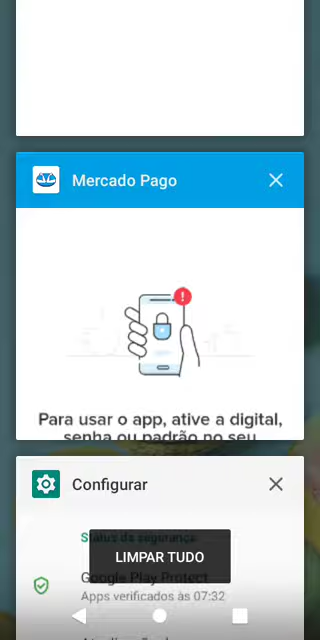 Mercado Pago
Para usar o app, ative a digital,
senha ou padrão no seu
Configurar
Status da segurança
LIMPAR TUDO
Google Play Protect
Apps verificados às 07:32